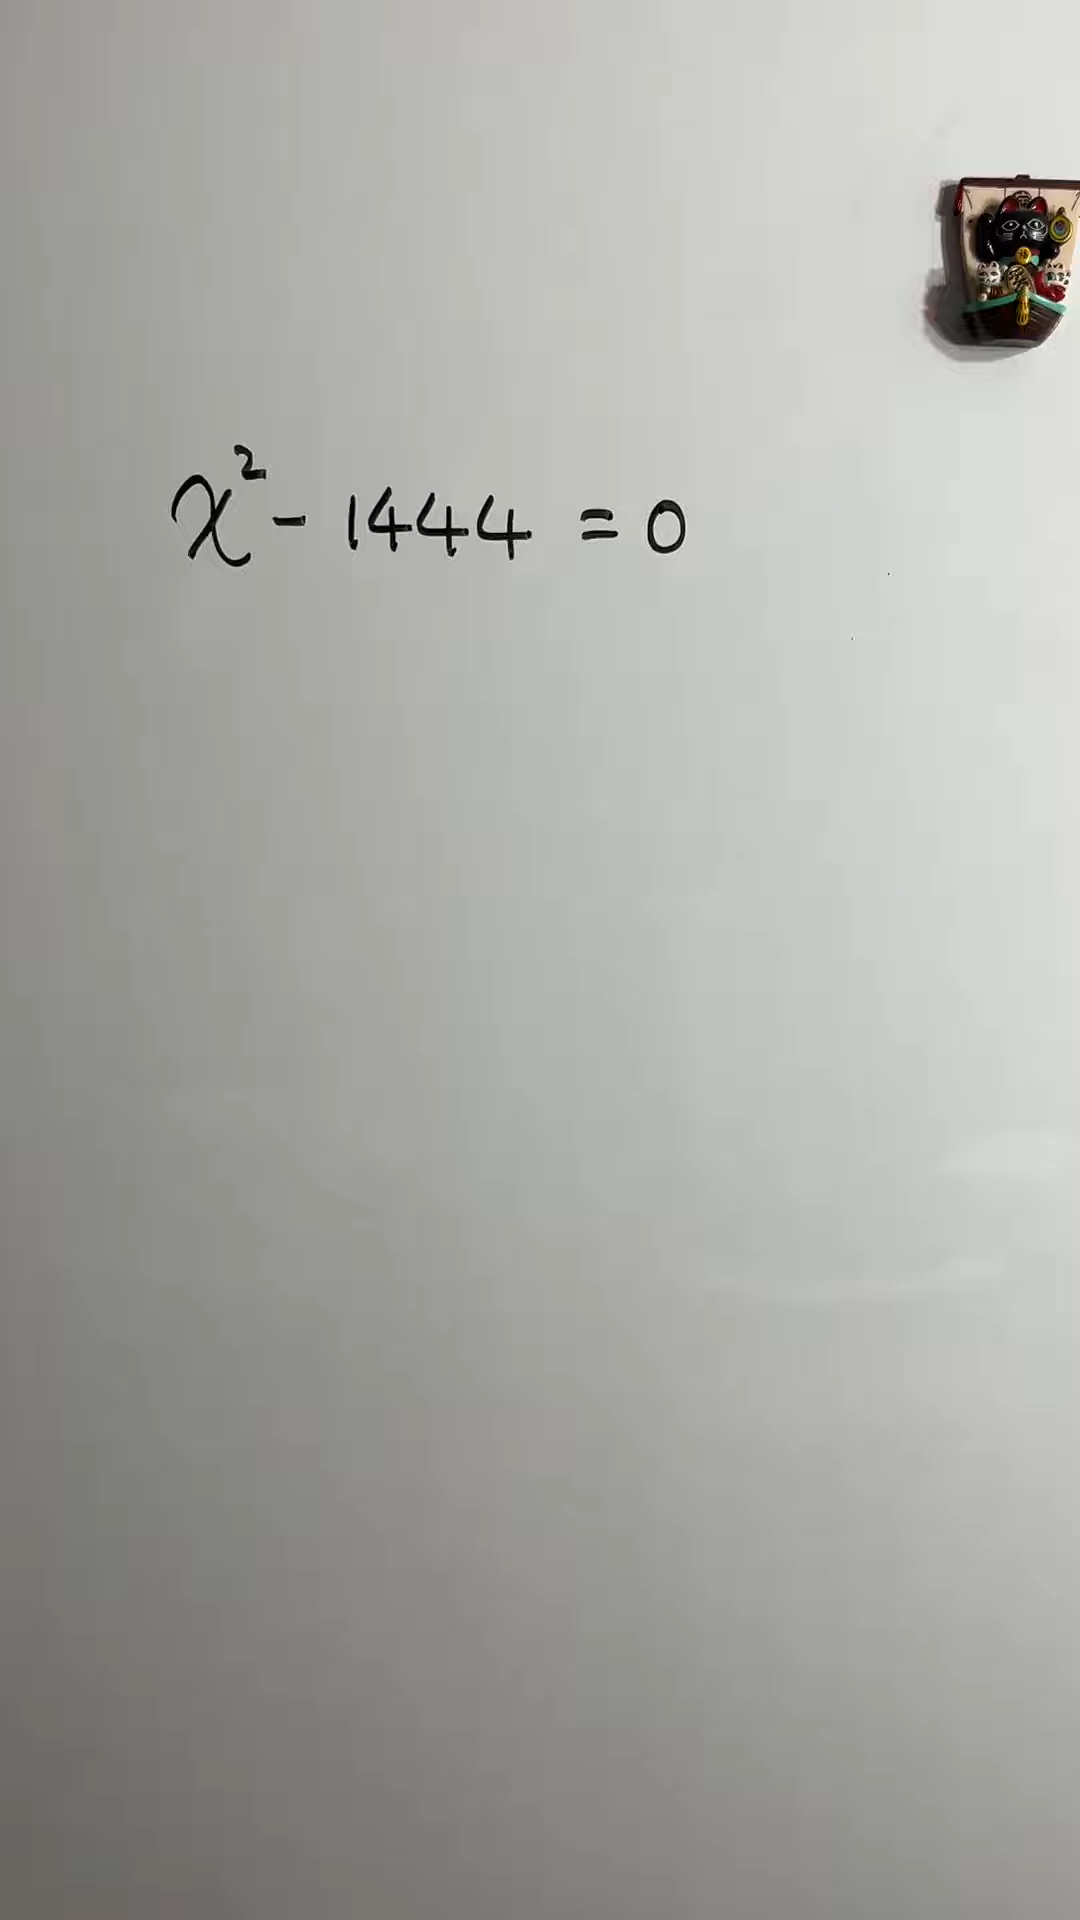 x² - 1444 = 0